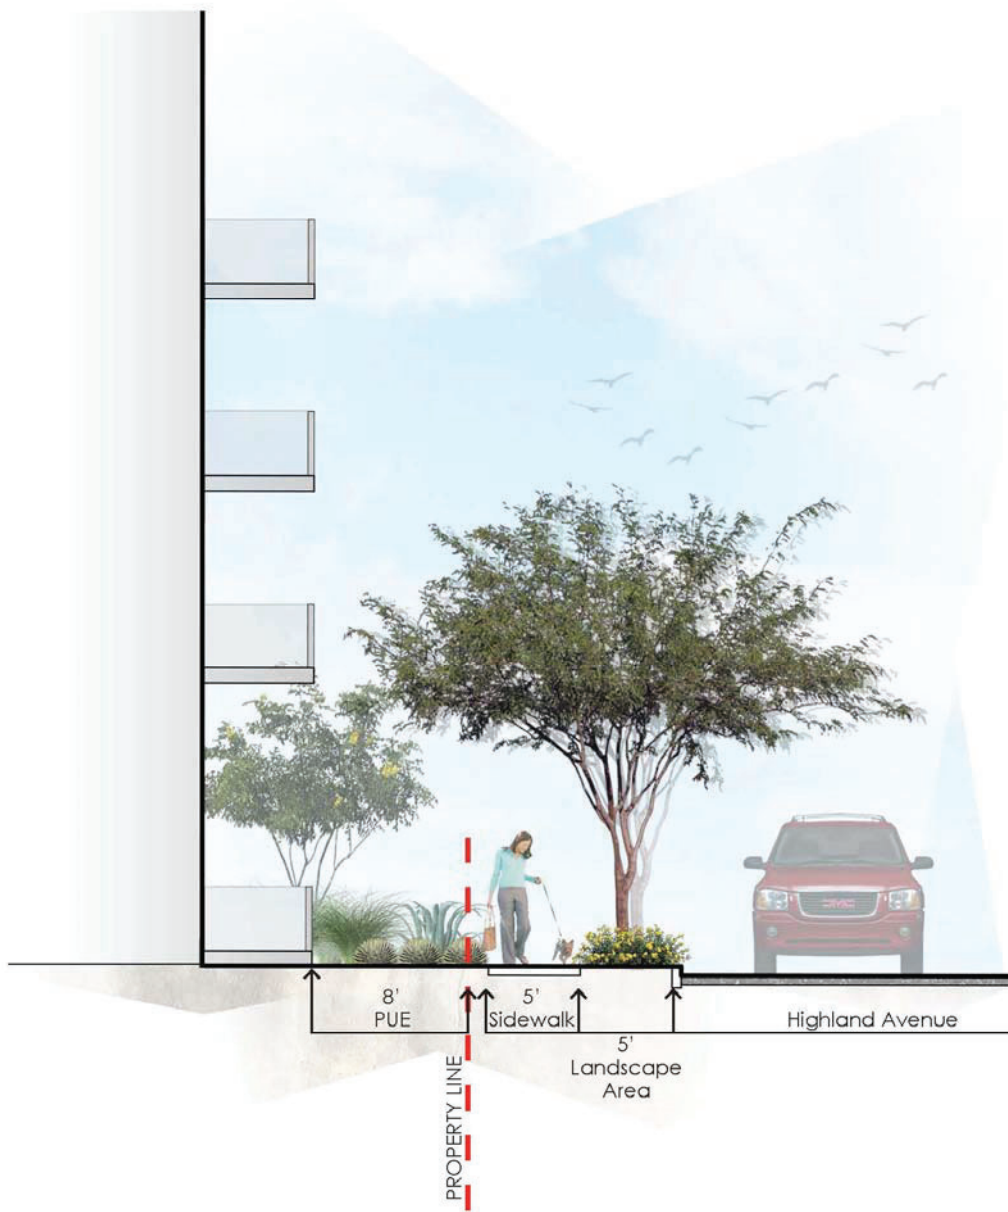 8'
PUE
5'
Sidewalk
5'
Landscape
Area
Highland Avenue
PROPERTY LINE
GMC